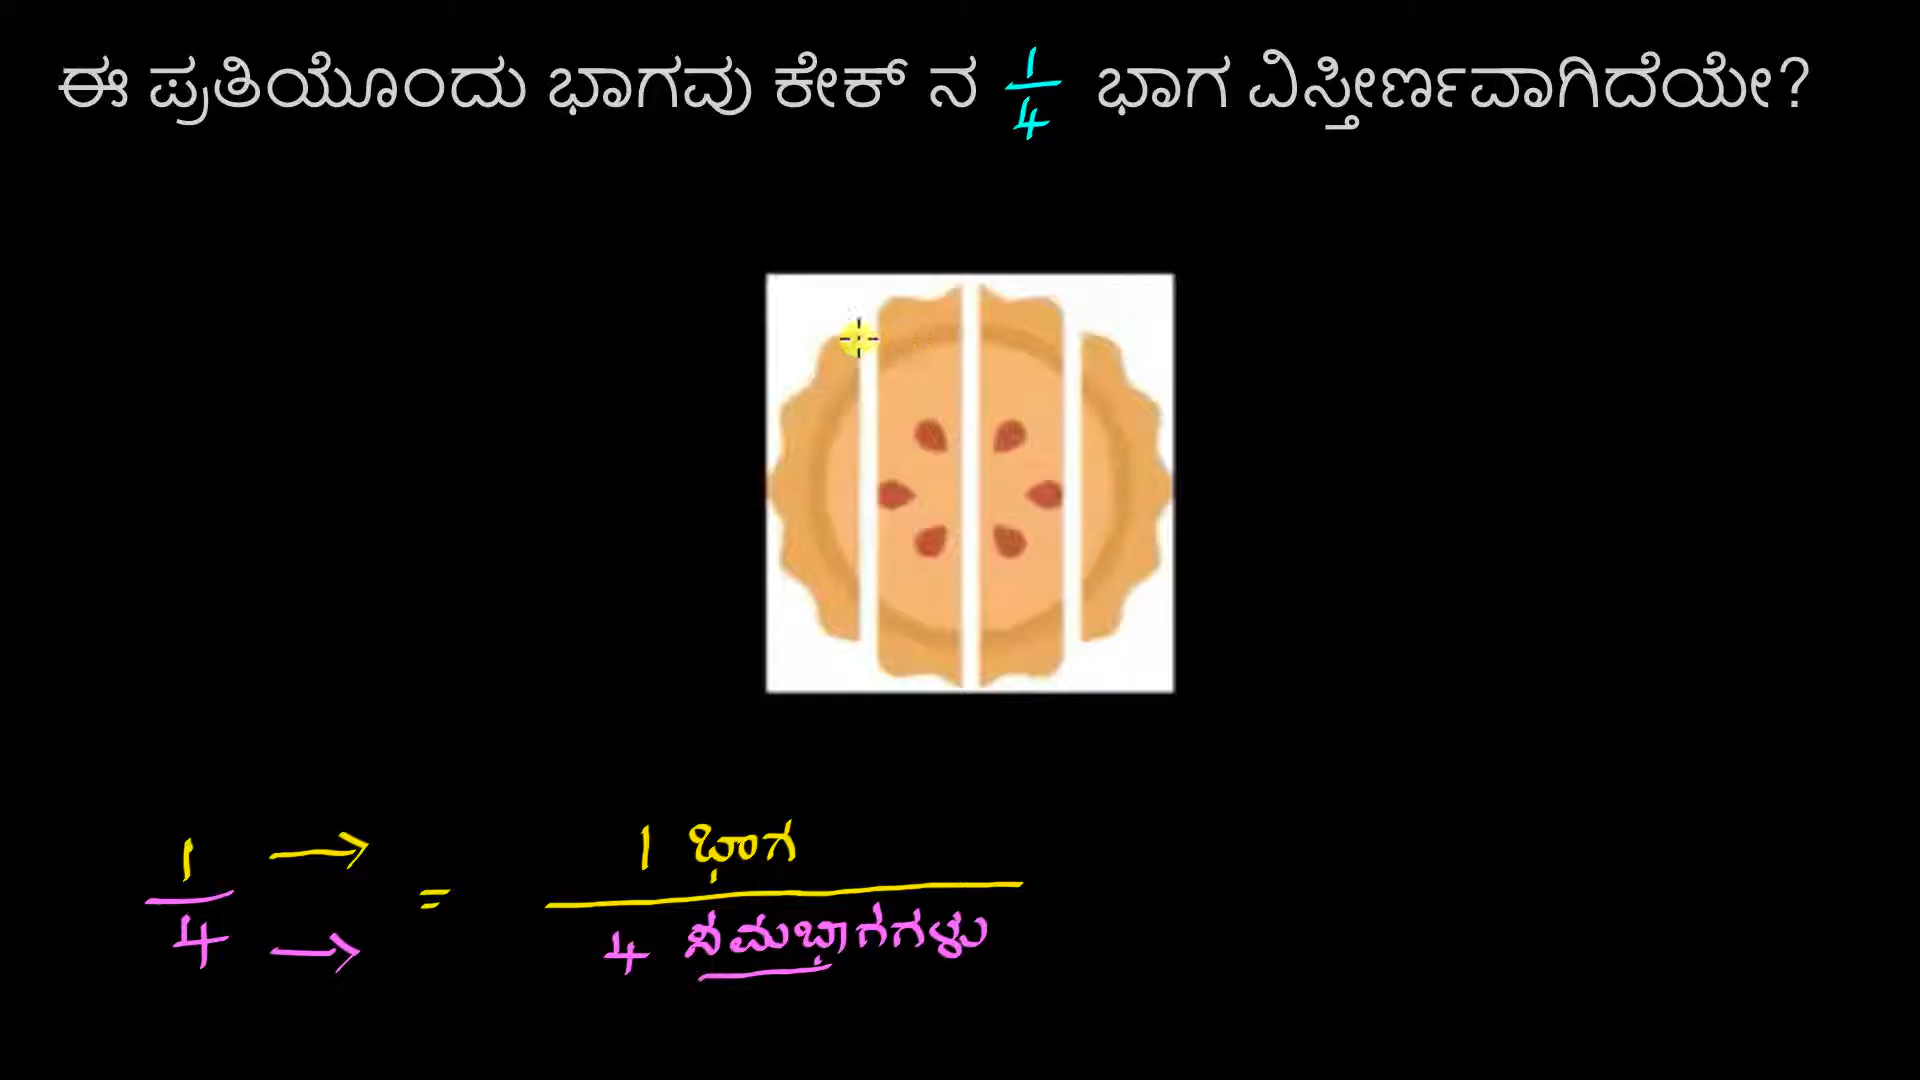 ಈ ಪ್ರತಿಯೊಂದು ಭಾಗವು ಕೇಕ್ ನ 1/4 ಭಾಗ ವಿಸ್ತೀರ್ಣವಾಗಿದೆಯೇ?
1/4 → → = 1 ಭಾಗ / 4 ಸಮಭಾಗಗಳು